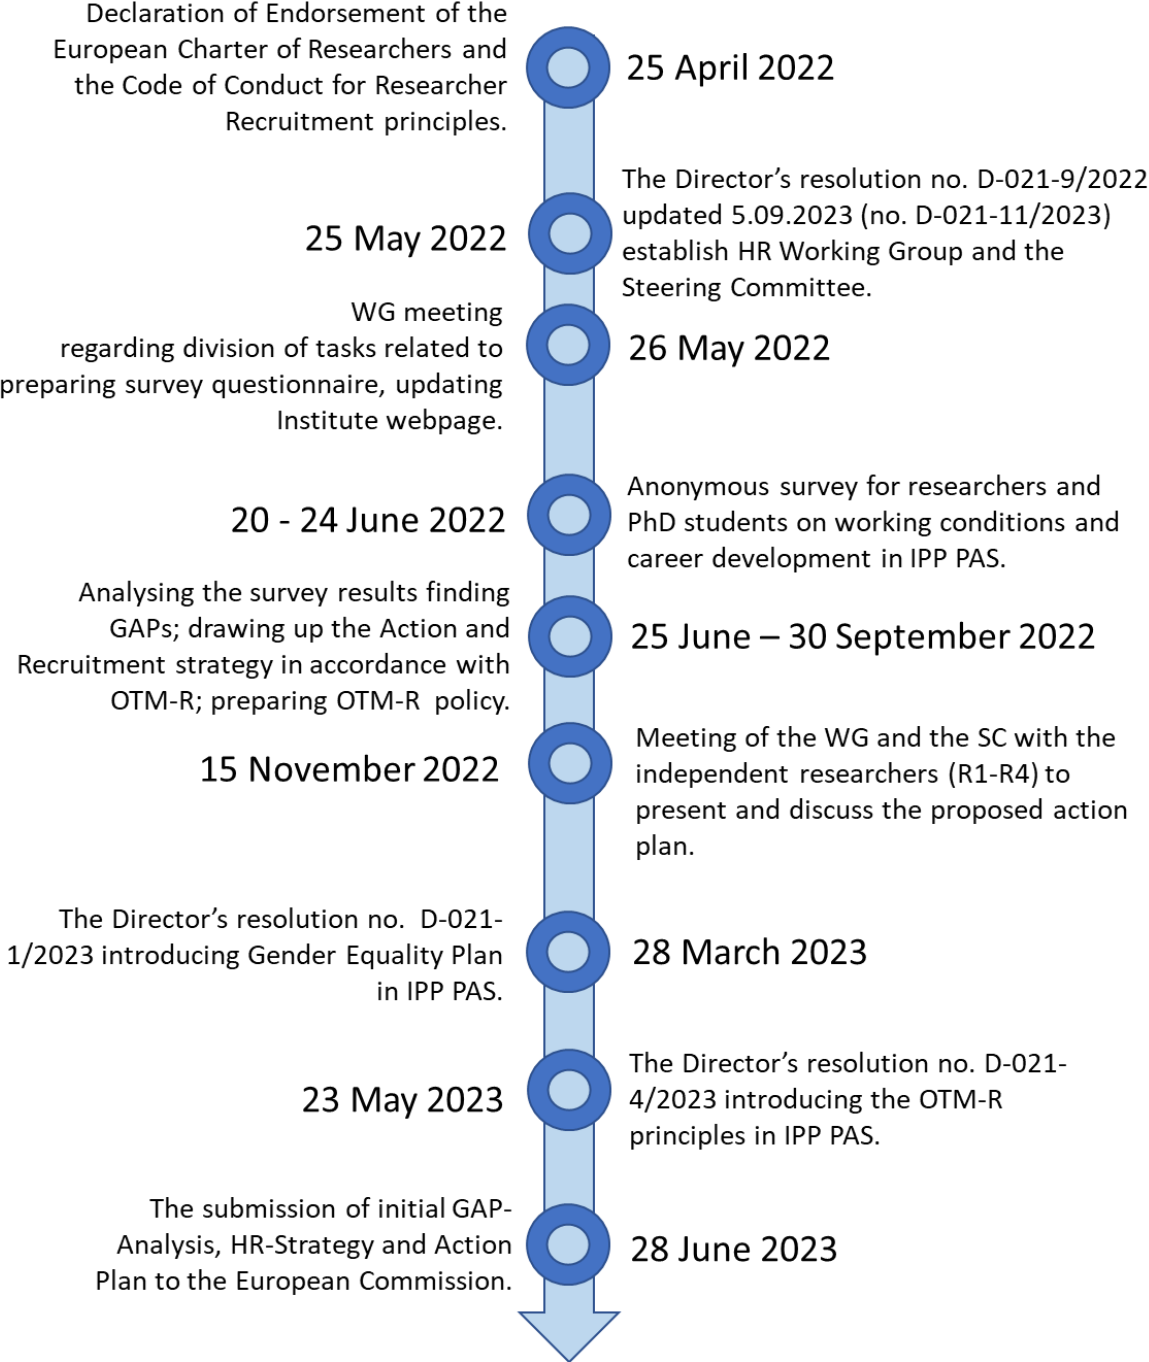 Declaration of Endorsement of the
European Charter of Researchers and
the Code of Conduct for Researcher
Recruitment principles.
25 April 2022
25 May 2022
The Director’s resolution no. D-021-9/2022
updated 5.09.2023 (no. D-021-11/2023)
establish HR Working Group and the
Steering Committee.
WG meeting
regarding division of tasks related to
preparing survey questionnaire, updating
Institute webpage.
26 May 2022
20 - 24 June 2022
Anonymous survey for researchers and
PhD students on working conditions and
career development in IPP PAS.
Analysing the survey results finding
GAPs; drawing up the Action and
Recruitment strategy in accordance with
OTM-R; preparing OTM-R policy.
25 June – 30 September 2022
15 November 2022
Meeting of the WG and the SC with the
independent researchers (R1-R4) to
present and discuss the proposed action
plan.
The Director’s resolution no. D-021-
1/2023 introducing Gender Equality Plan
in IPP PAS.
28 March 2023
23 May 2023
The Director’s resolution no. D-021-
4/2023 introducing the OTM-R
principles in IPP PAS.
The submission of initial GAP-
Analysis, HR-Strategy and Action
Plan to the European Commission.
28 June 2023